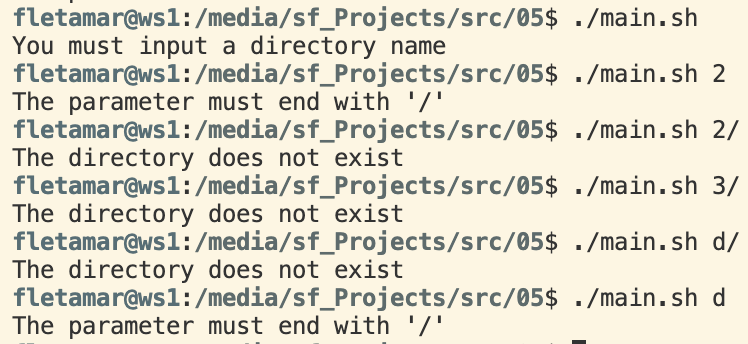 fletamar@ws1:/media/sf_Projects/src/05$ ./main.sh
You must input a directory name
fletamar@ws1:/media/sf_Projects/src/05$ ./main.sh 2
The parameter must end with '/'
fletamar@ws1:/media/sf_Projects/src/05$ ./main.sh 2/
The directory does not exist
fletamar@ws1:/media/sf_Projects/src/05$ ./main.sh 3/
The directory does not exist
fletamar@ws1:/media/sf_Projects/src/05$ ./main.sh d/
The directory does not exist
fletamar@ws1:/media/sf_Projects/src/05$ ./main.sh d
The parameter must end with '/'